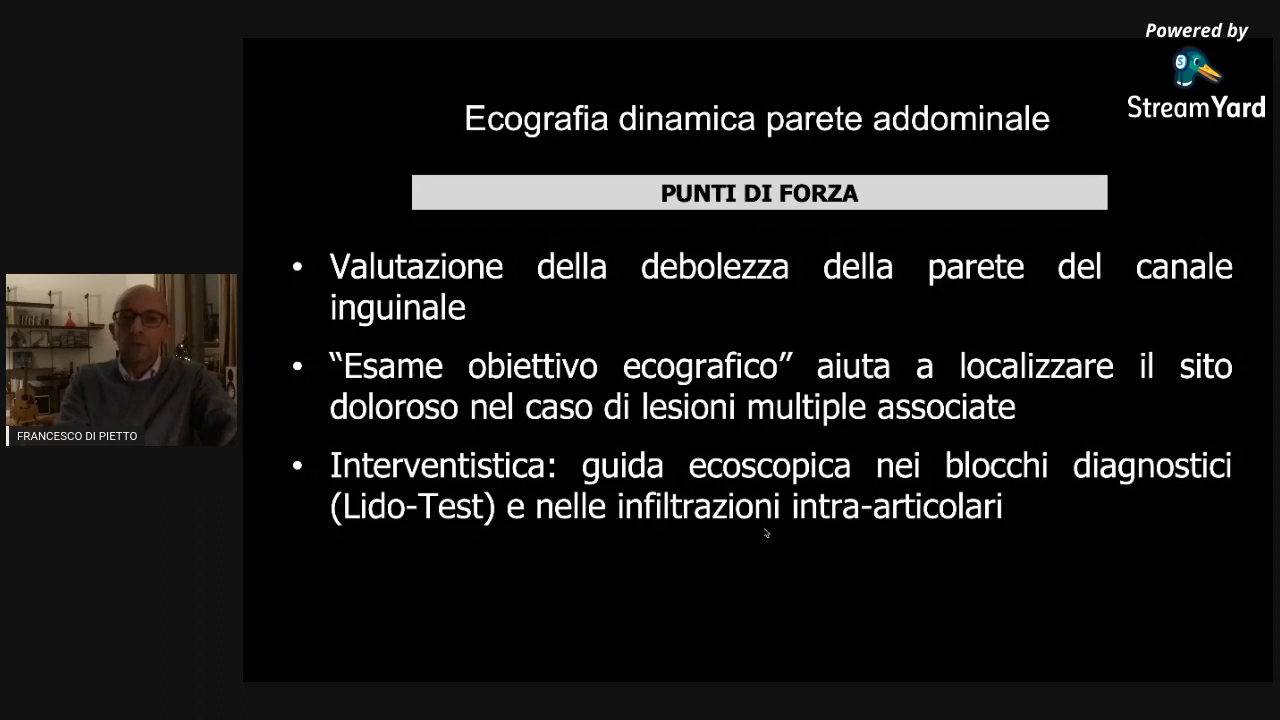 Powered by
StreamYard
Ecografia dinamica parete addominale
PUNTI DI FORZA
• Valutazione della debolezza della parete del canale
inguinale
• “Esame obiettivo ecografico” aiuta a localizzare il sito
doloroso nel caso di lesioni multiple associate
• Interventistica: guida ecoscopica nei blocchi diagnostici
(Lido-Test) e nelle infiltrazioni intra-articolari
FRANCESCO DI PIETTO